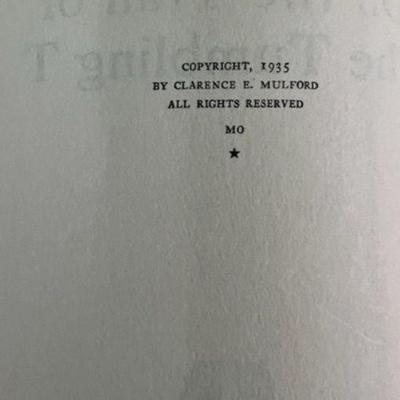 COPYRIGHT, 1935
BY CLARENCE E. MULFORD
ALL RIGHTS RESERVED
MO
★